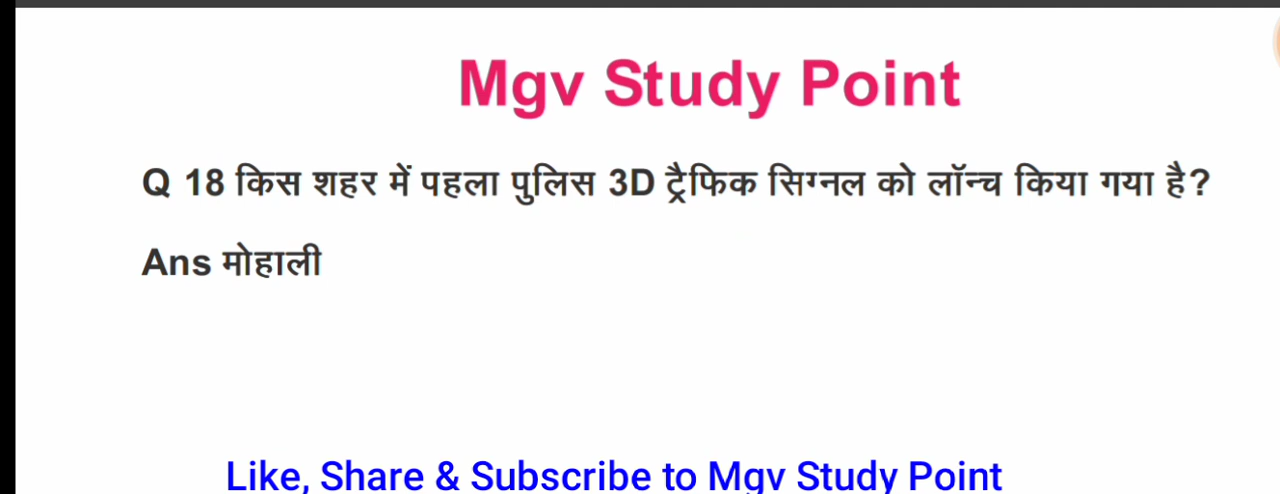 Mgv Study Point
Q 18 किस शहर में पहला पुलिस 3D ट्रैफिक सिग्नल को लॉन्च किया गया है?
Ans मोहाली
Like, Share & Subscribe to Mgv Study Point